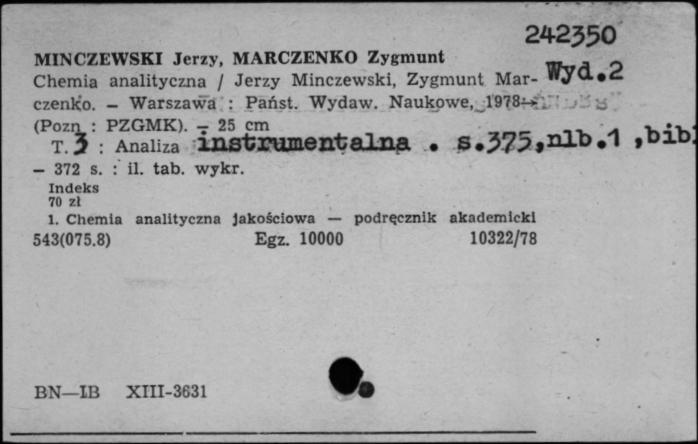 242350
MINCZEWSKI Jerzy, MARCZENKO Zygmunt
Chemia analityczna / Jerzy Minczewski, Zygmunt Mar- Wyd.2
czenko. — Warszawa : Państ. Wydaw. Naukowe, 1978→
(Pozn : PZGMK). — 25 cm
T. 3 : Analiza instrumentalna . s.375,nlb.1 ,bibl
— 372 s. : il. tab. wykr.
Indeks
70 zł
1. Chemia analityczna jakościowa — podręcznik akademicki
543(075.8) Egz. 10000 10322/78
BN—IB XIII-3631